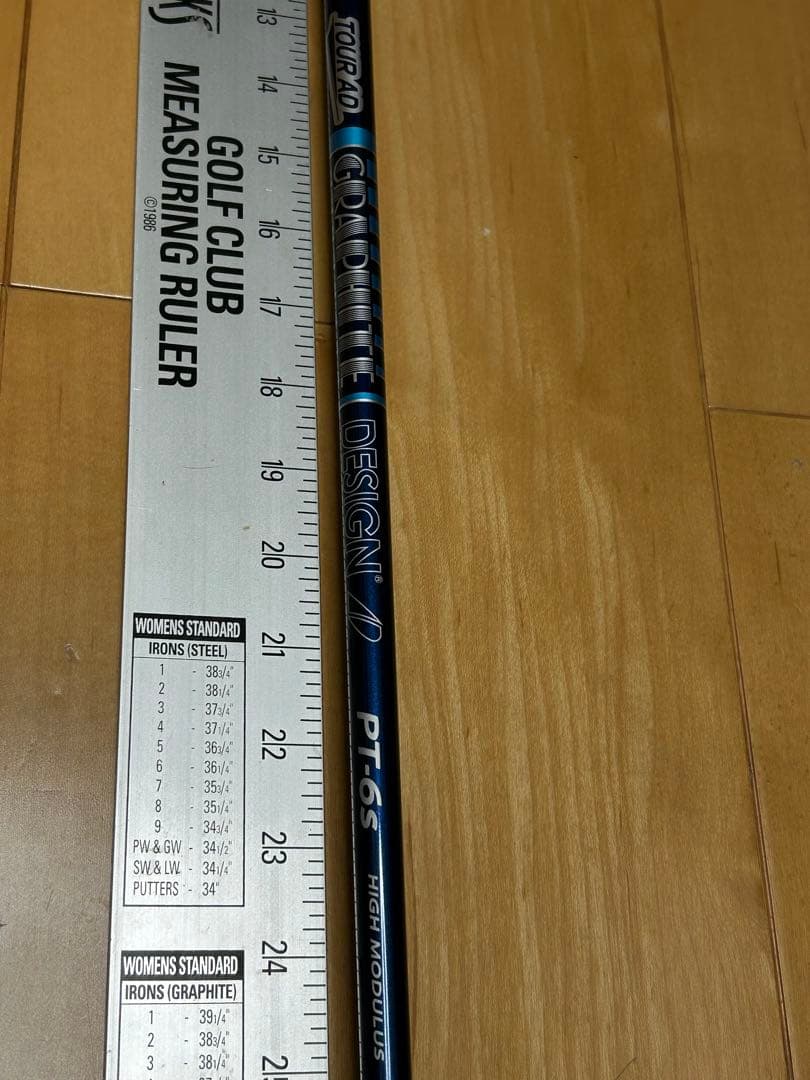 GOLF CLUB
MEASURING RULER
©1986
13
14
15
16
17
18
19
20
21
22
23
24
WOMENS STANDARD
IRONS (STEEL)
1 - 38 3/4"
2 - 38 1/4"
3 - 37 3/4"
4 - 37 1/4"
5 - 36 3/4"
6 - 36 1/4"
7 - 35 3/4"
8 - 35 1/4"
9 - 34 3/4"
PW & GW - 34 1/2"
SW & LW - 34 1/4"
PUTTERS - 34"
WOMENS STANDARD
IRONS (GRAPHITE)
1 - 39 1/4"
2 - 38 3/4"
3 - 38 1/4"
TOUR AD
GRAPHITE
DESIGN®
PT-6s
HIGH MODULUS